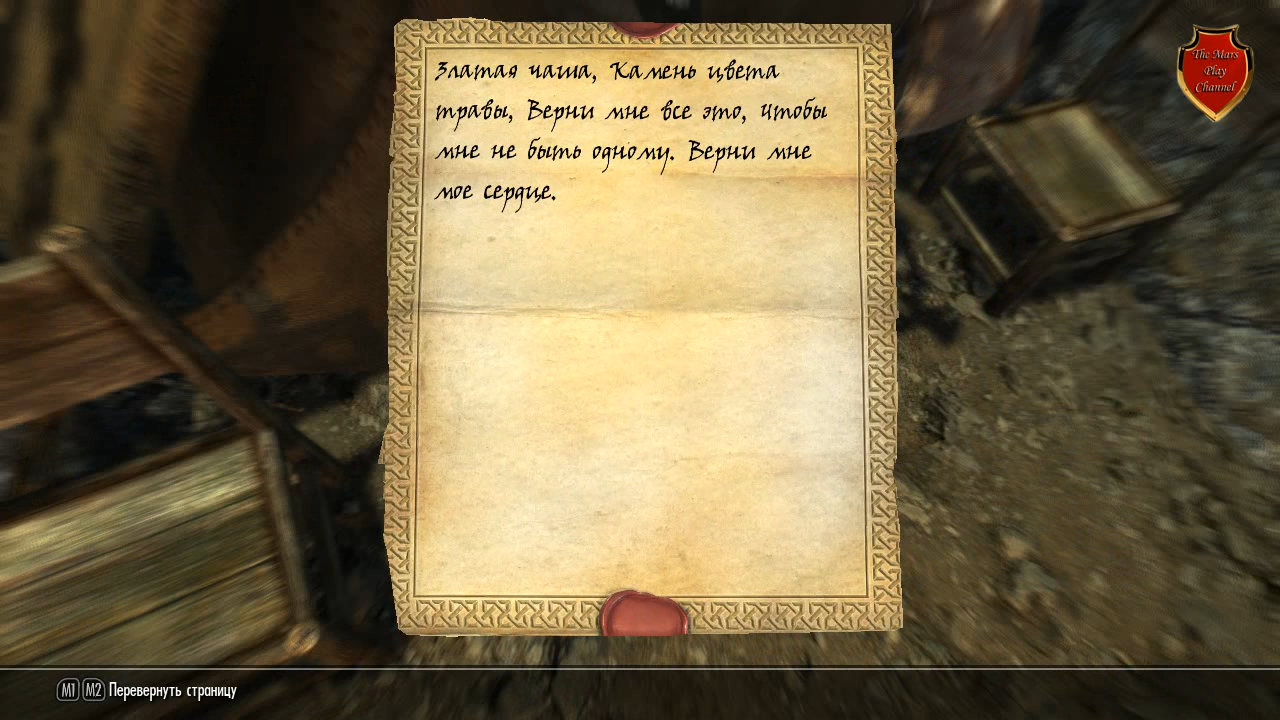 Златая чаша, Камень цвета
травы, Верни мне все это, Чтобы
мне не быть одному. Верни мне
мое сердце.
The Mars
Play
Channel
M1 M2 Перевернуть страницу